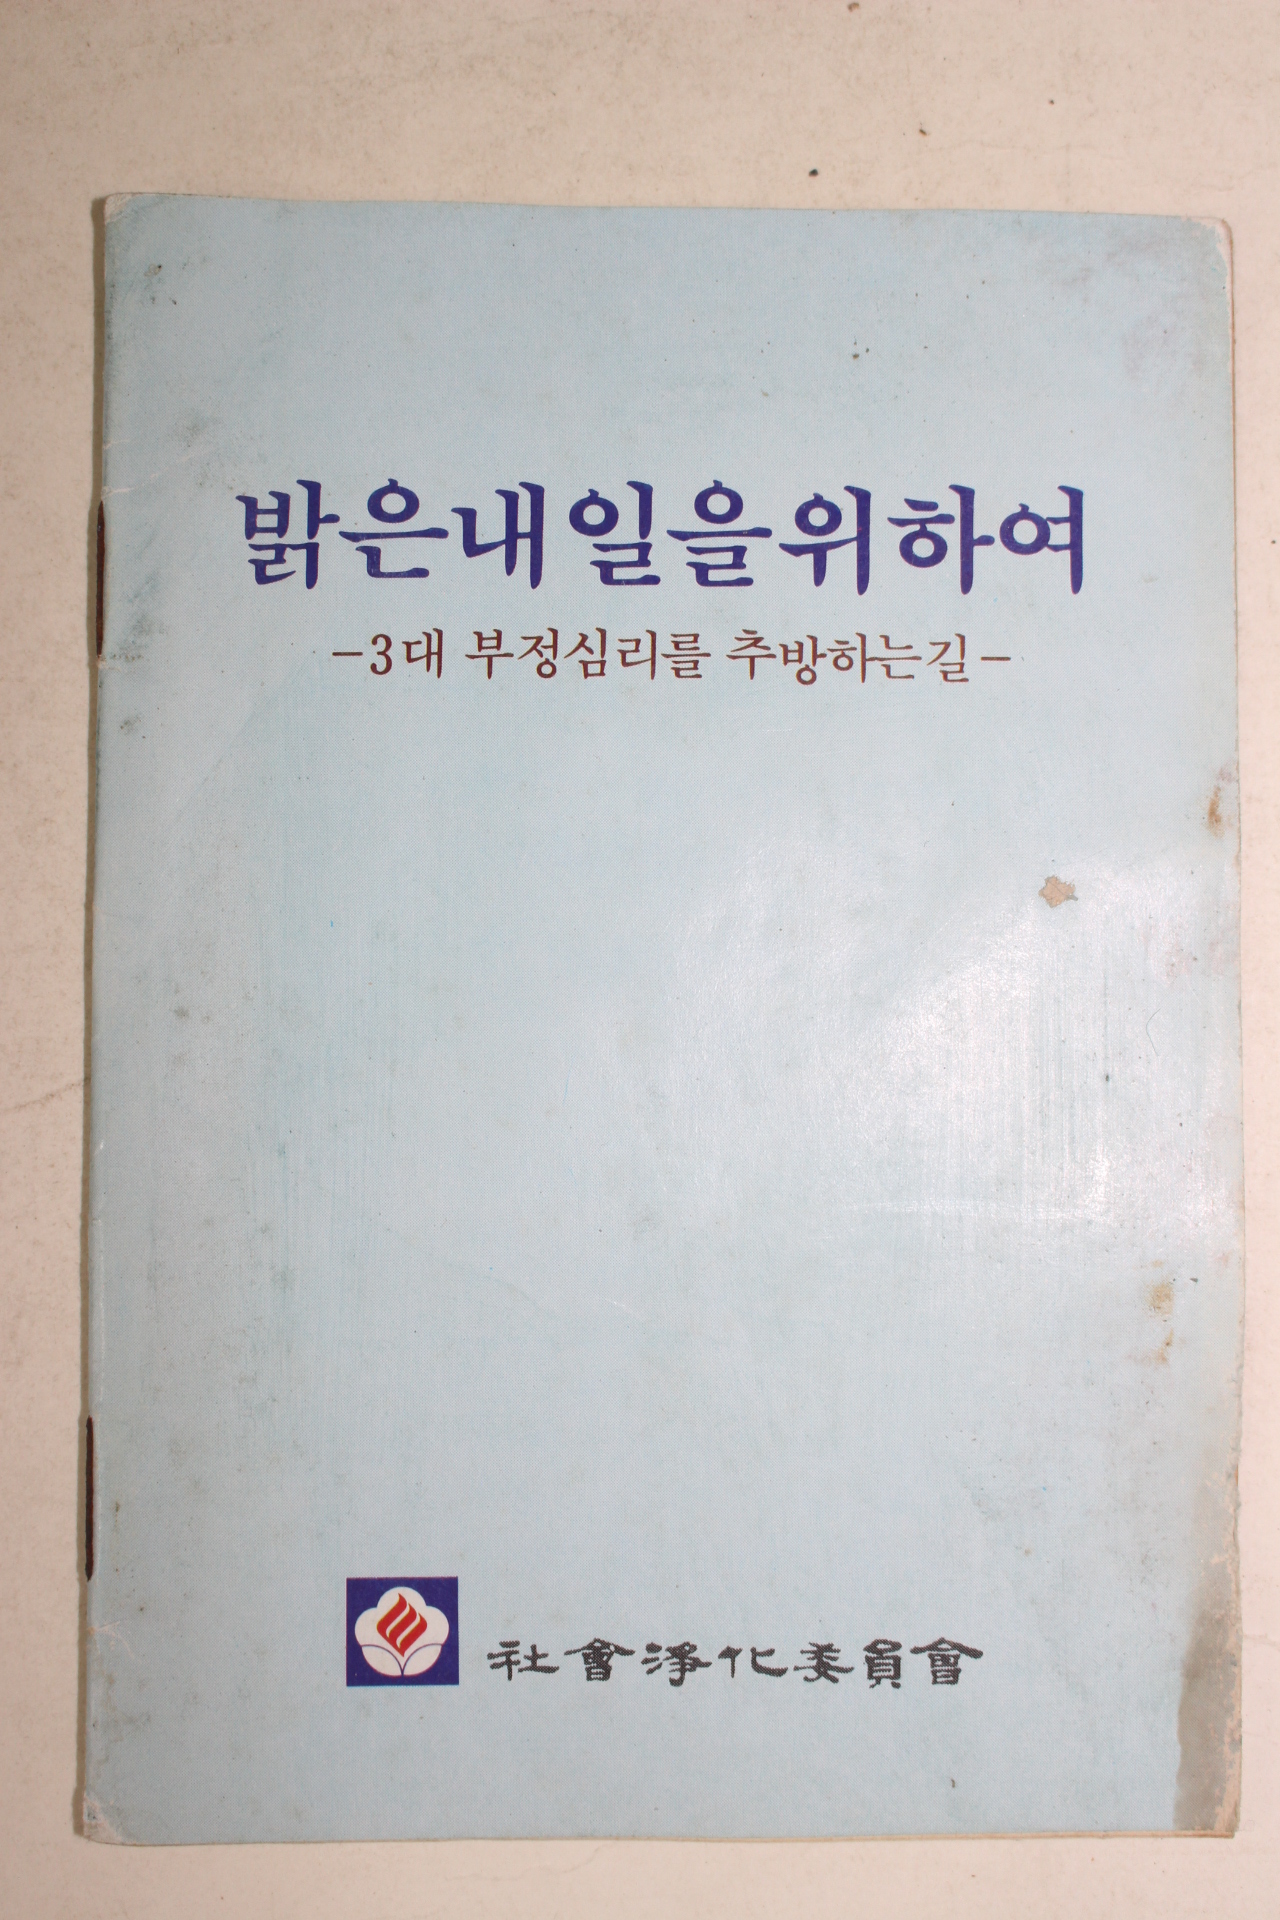 밝은내일을위하여
-3대 부정심리를 추방하는길-
社會淨化委員會